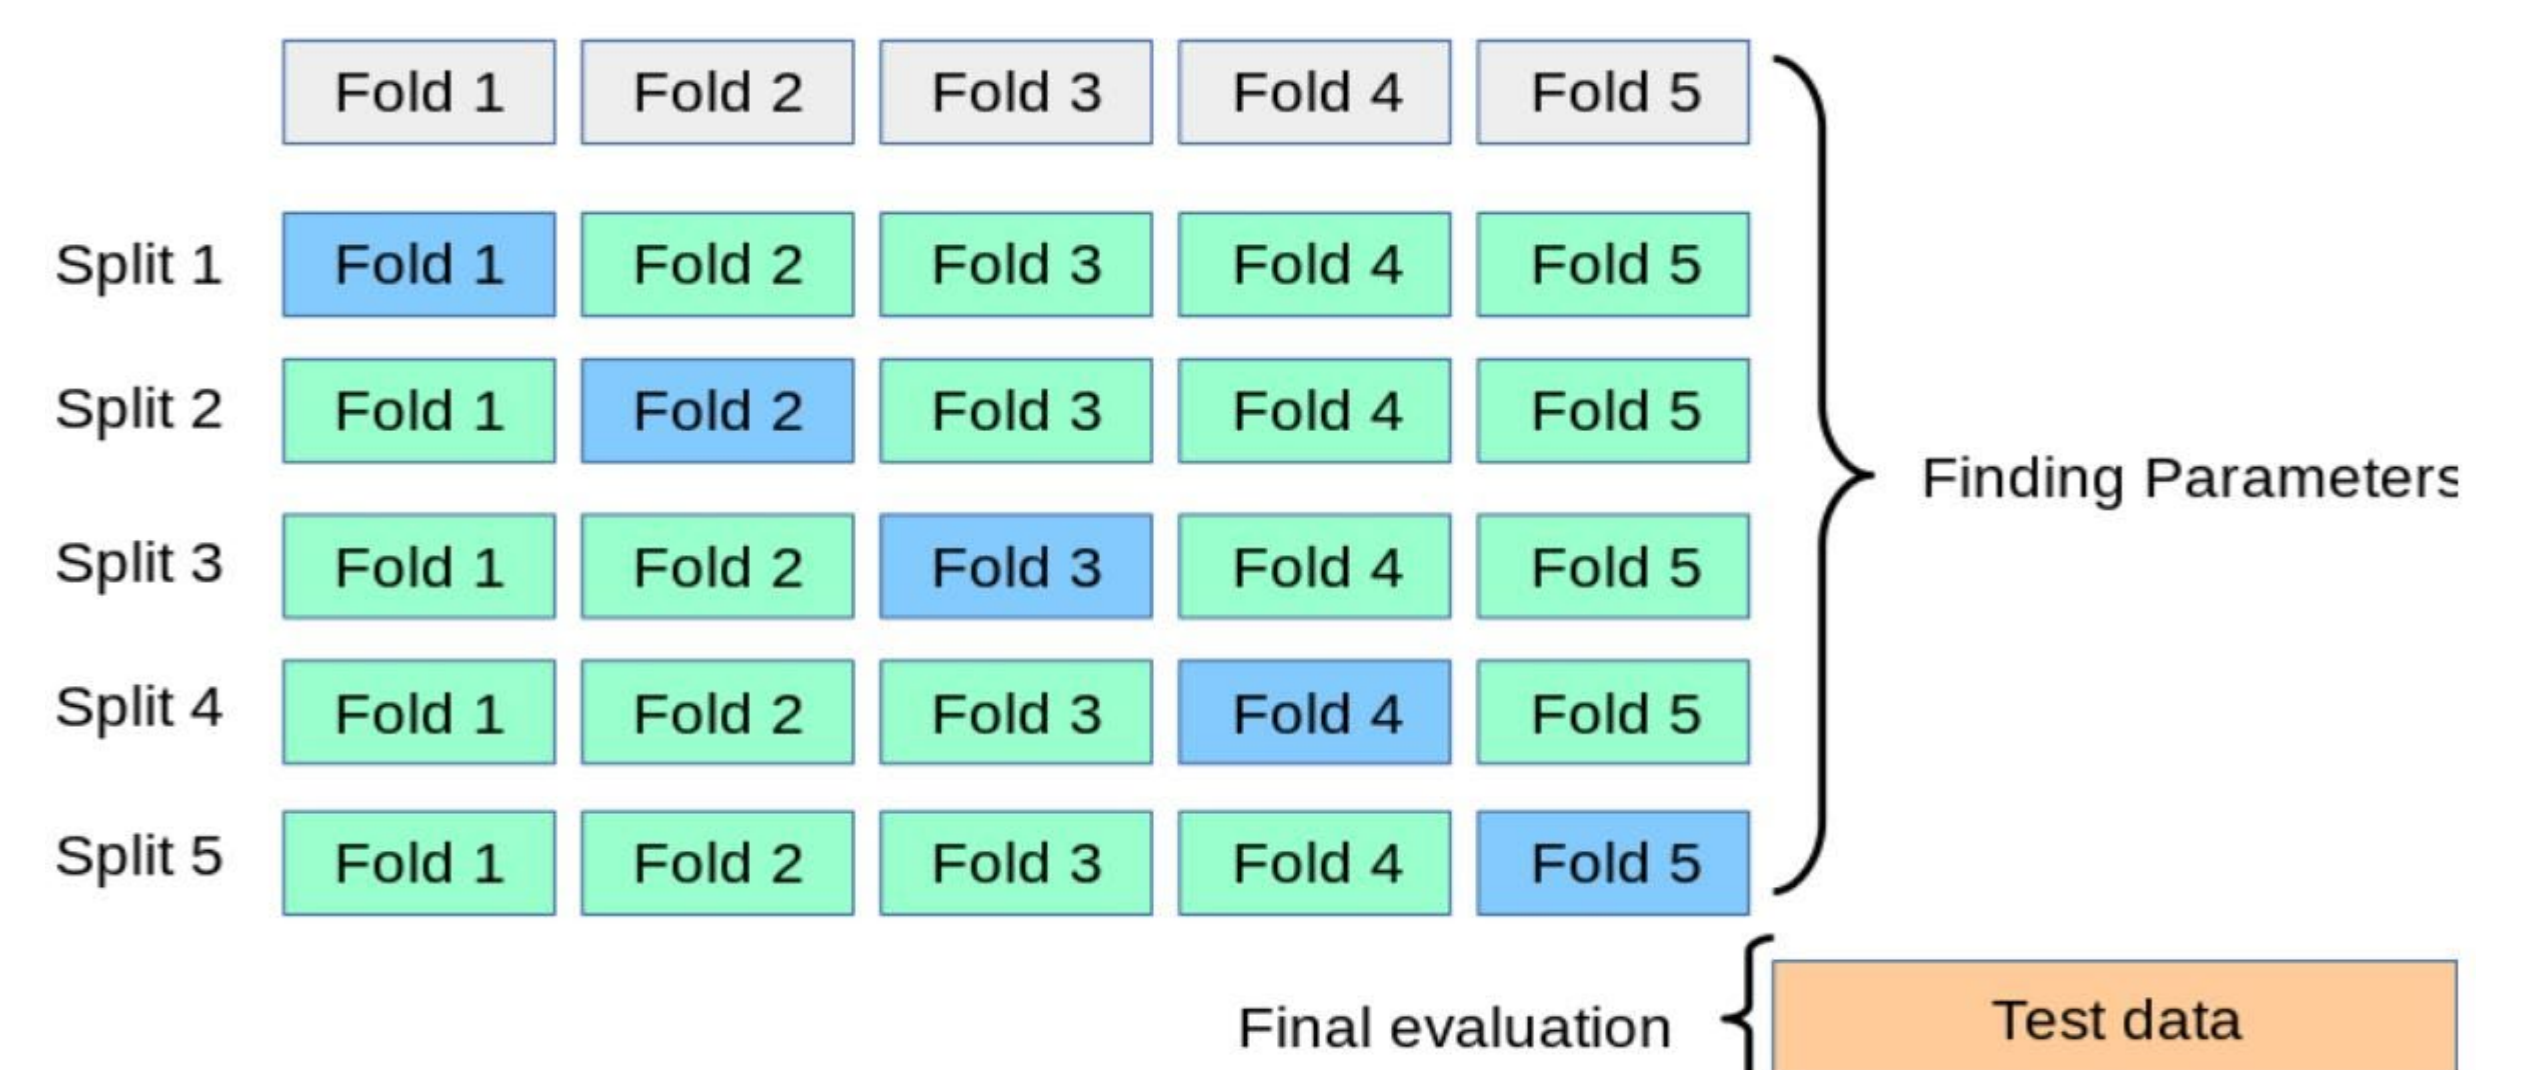 Fold 1 Fold 2 Fold 3 Fold 4 Fold 5
Split 1 Fold 1 Fold 2 Fold 3 Fold 4 Fold 5
Split 2 Fold 1 Fold 2 Fold 3 Fold 4 Fold 5
Finding Parameters
Split 3 Fold 1 Fold 2 Fold 3 Fold 4 Fold 5
Split 4 Fold 1 Fold 2 Fold 3 Fold 4 Fold 5
Split 5 Fold 1 Fold 2 Fold 3 Fold 4 Fold 5
Final evaluation Test data